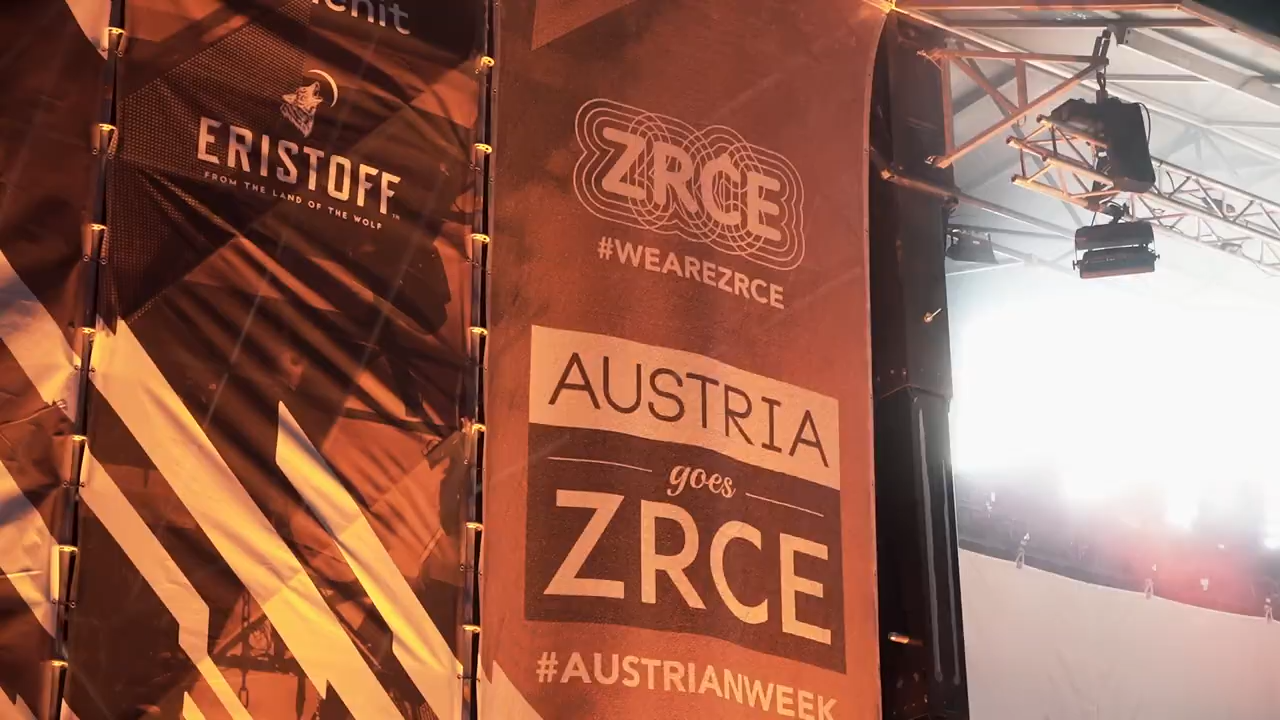 ERISTOFF
FROM THE LAND OF THE WOLF
ZRCE
#WEAREZRCE
AUSTRIA
goes
ZRCE
#AUSTRIANWEEK